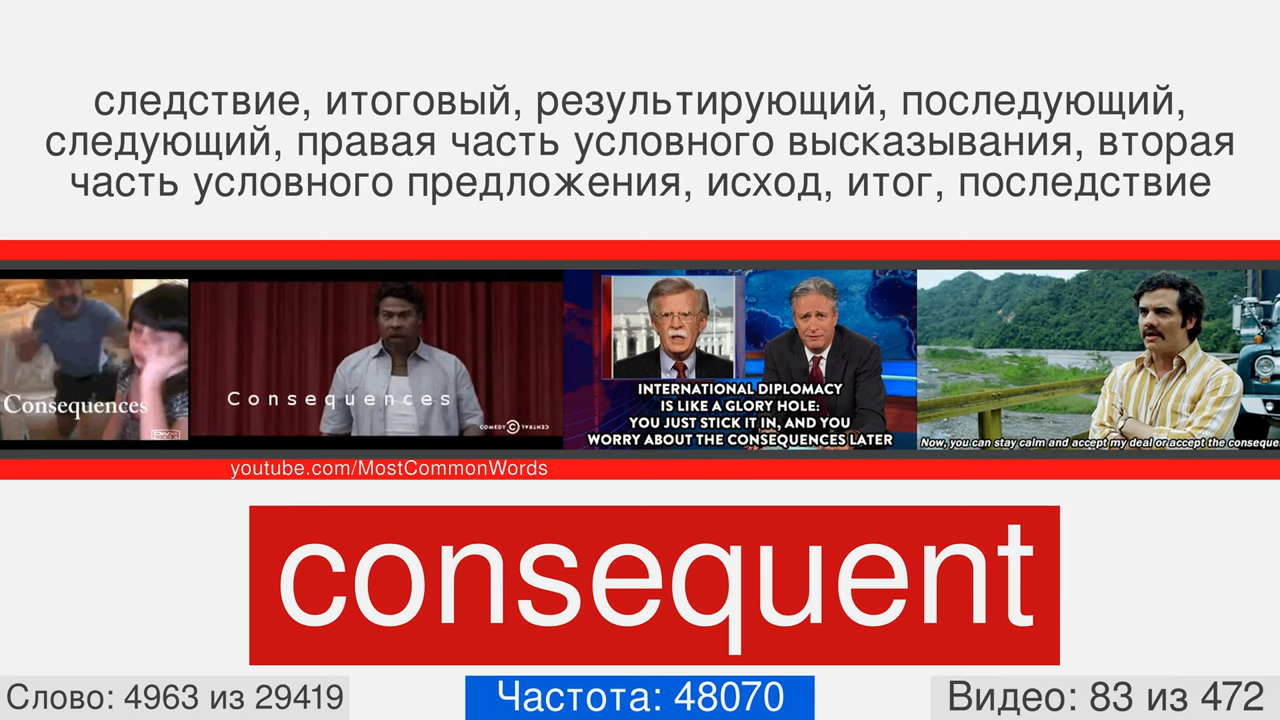 следствие, итоговый, результирующий, последующий,
следующий, правая часть условного высказывания, вторая
часть условного предложения, исход, итог, последствие
Consequences
Consequences
COMEDY CENTRAL
INTERNATIONAL DIPLOMACY
IS LIKE A GLORY HOLE:
YOU JUST STICK IT IN, AND YOU
WORRY ABOUT THE CONSEQUENCES LATER
Now, you can stay calm and accept my deal or accept the conseque
youtube.com/MostCommonWords
consequent
Слово: 4963 из 29419
Частота: 48070
Видео: 83 из 472